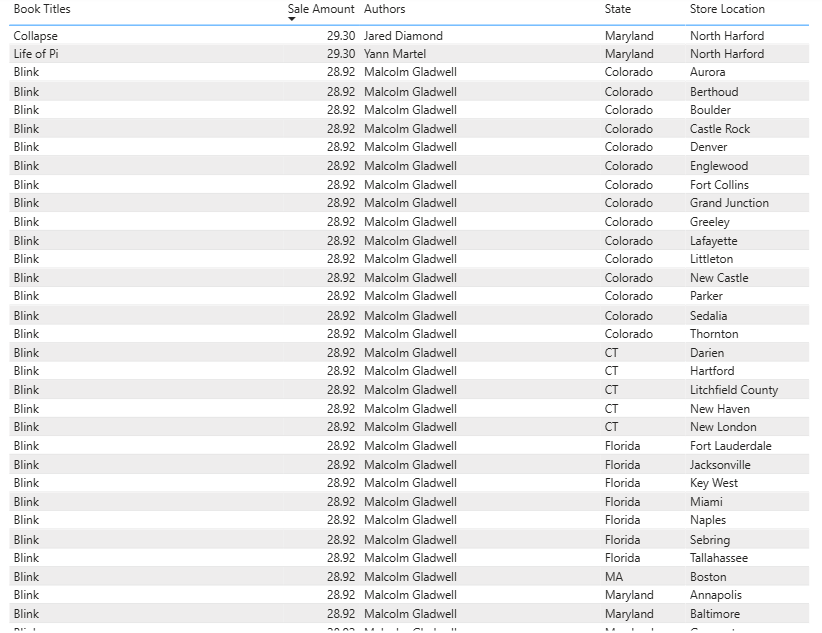 Book Titles Sale Amount Authors State Store Location
Collapse 29.30 Jared Diamond Maryland North Harford
Life of Pi 29.30 Yann Martel Maryland North Harford
Blink 28.92 Malcolm Gladwell Colorado Aurora
Blink 28.92 Malcolm Gladwell Colorado Berthoud
Blink 28.92 Malcolm Gladwell Colorado Boulder
Blink 28.92 Malcolm Gladwell Colorado Castle Rock
Blink 28.92 Malcolm Gladwell Colorado Denver
Blink 28.92 Malcolm Gladwell Colorado Englewood
Blink 28.92 Malcolm Gladwell Colorado Fort Collins
Blink 28.92 Malcolm Gladwell Colorado Grand Junction
Blink 28.92 Malcolm Gladwell Colorado Greeley
Blink 28.92 Malcolm Gladwell Colorado Lafayette
Blink 28.92 Malcolm Gladwell Colorado Littleton
Blink 28.92 Malcolm Gladwell Colorado New Castle
Blink 28.92 Malcolm Gladwell Colorado Parker
Blink 28.92 Malcolm Gladwell Colorado Sedalia
Blink 28.92 Malcolm Gladwell Colorado Thornton
Blink 28.92 Malcolm Gladwell CT Darien
Blink 28.92 Malcolm Gladwell CT Hartford
Blink 28.92 Malcolm Gladwell CT Litchfield County
Blink 28.92 Malcolm Gladwell CT New Haven
Blink 28.92 Malcolm Gladwell CT New London
Blink 28.92 Malcolm Gladwell Florida Fort Lauderdale
Blink 28.92 Malcolm Gladwell Florida Jacksonville
Blink 28.92 Malcolm Gladwell Florida Key West
Blink 28.92 Malcolm Gladwell Florida Miami
Blink 28.92 Malcolm Gladwell Florida Naples
Blink 28.92 Malcolm Gladwell Florida Sebring
Blink 28.92 Malcolm Gladwell Florida Tallahassee
Blink 28.92 Malcolm Gladwell MA Boston
Blink 28.92 Malcolm Gladwell Maryland Annapolis
Blink 28.92 Malcolm Gladwell Maryland Baltimore